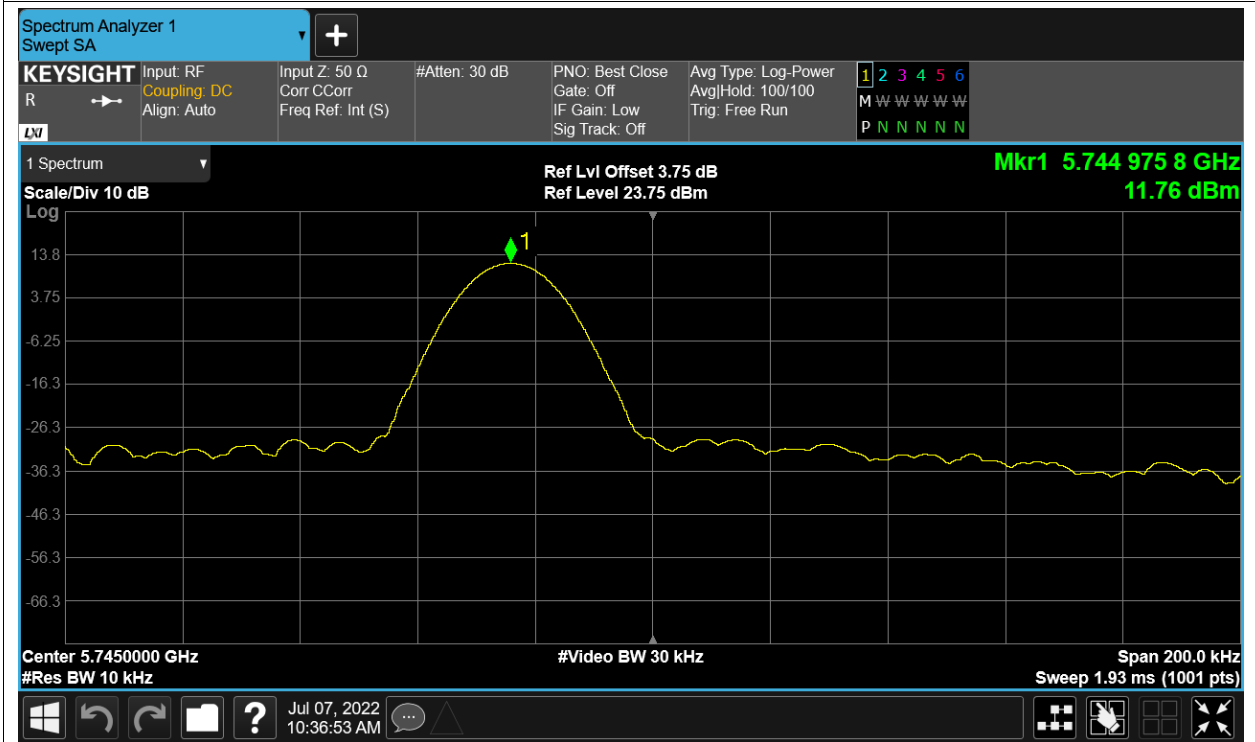 Spectrum Analyzer 1
Swept SA
+
KEYSIGHT
R
LXI
Input: RF
Coupling: DC
Align: Auto
Input Z: 50 Ω
Corr CCorr
Freq Ref: Int (S)
#Atten: 30 dB
PNO: Best Close
Gate: Off
IF Gain: Low
Sig Track: Off
Avg Type: Log-Power
Avg|Hold: 100/100
Trig: Free Run
1 2 3 4 5 6
M W W W W W
P N N N N N
1 Spectrum
Scale/Div 10 dB
Log
Ref Lvl Offset 3.75 dB
Ref Level 23.75 dBm
Mkr1 5.744 975 8 GHz
11.76 dBm
1
13.8
3.75
-6.25
-16.3
-26.3
-36.3
-46.3
-56.3
-66.3
Center 5.7450000 GHz
#Video BW 30 kHz
Span 200.0 kHz
#Res BW 10 kHz
Sweep 1.93 ms (1001 pts)
?
Jul 07, 2022
10:36:53 AM